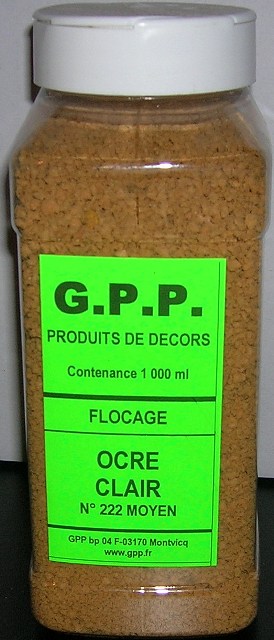 G.P.P.
PRODUITS DE DECORS
Contenance 1 000 ml
FLOCAGE
OCRE
CLAIR
N° 222 MOYEN
GPP bp 04 F-03170 Montvicq
www.gpp.fr